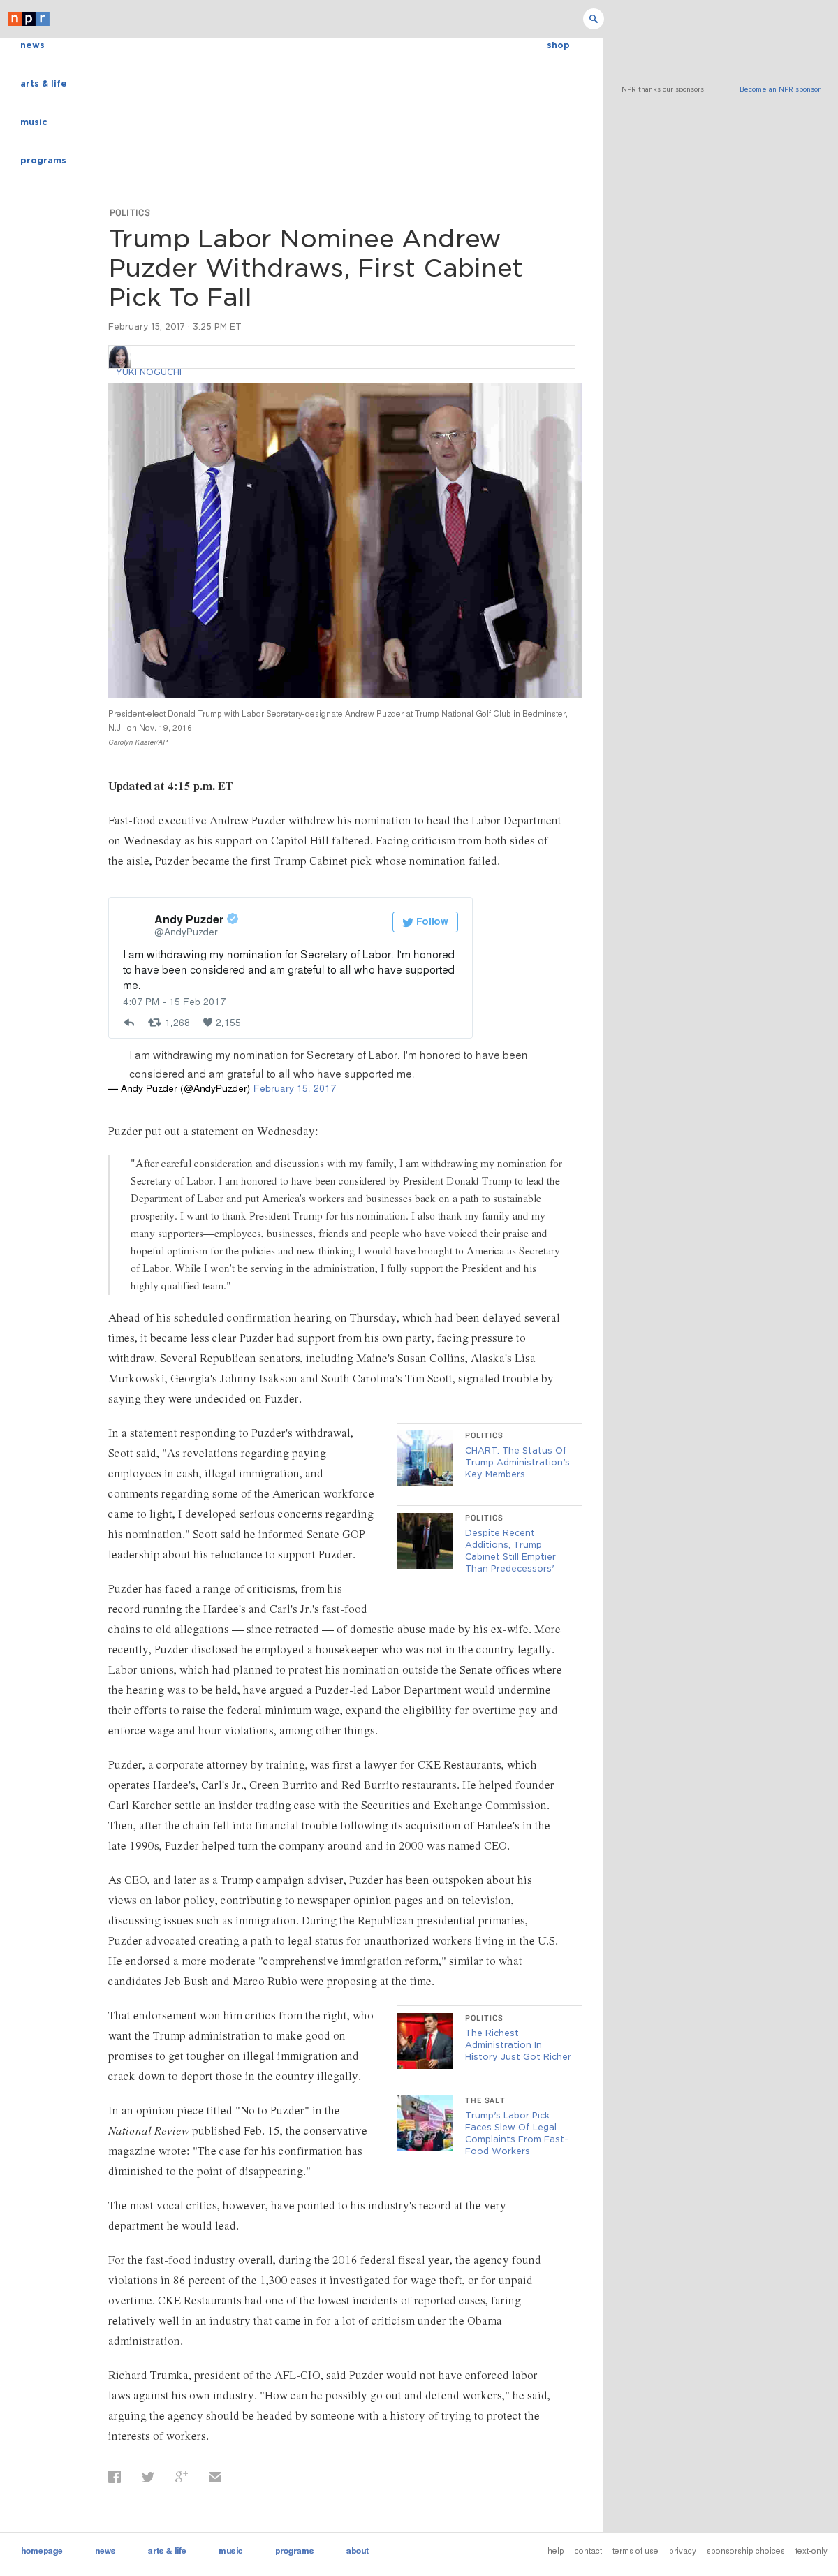 npr
news
shop
arts & life
NPR thanks our sponsors
Become an NPR sponsor
music
programs
POLITICS
Trump Labor Nominee Andrew
Puzder Withdraws, First Cabinet
Pick To Fall
February 15, 2017 · 3:25 PM ET
YUKI NOGUCHI
President-elect Donald Trump with Labor Secretary-designate Andrew Puzder at Trump National Golf Club in Bedminster,
N.J., on Nov. 19, 2016.
Carolyn Kaster/AP
Updated at 4:15 p.m. ET
Fast-food executive Andrew Puzder withdrew his nomination to head the Labor Department
on Wednesday as his support on Capitol Hill faltered. Facing criticism from both sides of
the aisle, Puzder became the first Trump Cabinet pick whose nomination failed.
Andy Puzder
@AndyPuzder
Follow
I am withdrawing my nomination for Secretary of Labor. I'm honored
to have been considered and am grateful to all who have supported
me.
4:07 PM - 15 Feb 2017
1,268 2,155
I am withdrawing my nomination for Secretary of Labor. I'm honored to have been
considered and am grateful to all who have supported me.
— Andy Puzder (@AndyPuzder) February 15, 2017
Puzder put out a statement on Wednesday:
"After careful consideration and discussions with my family, I am withdrawing my nomination for
Secretary of Labor. I am honored to have been considered by President Donald Trump to lead the
Department of Labor and put America's workers and businesses back on a path to sustainable
prosperity. I want to thank President Trump for his nomination. I also thank my family and my
many supporters—employees, businesses, friends and people who have voiced their praise and
hopeful optimism for the policies and new thinking I would have brought to America as Secretary
of Labor. While I won't be serving in the administration, I fully support the President and his
highly qualified team."
Ahead of his scheduled confirmation hearing on Thursday, which had been delayed several
times, it became less clear Puzder had support from his own party, facing pressure to
withdraw. Several Republican senators, including Maine's Susan Collins, Alaska's Lisa
Murkowski, Georgia's Johnny Isakson and South Carolina's Tim Scott, signaled trouble by
saying they were undecided on Puzder.
In a statement responding to Puzder's withdrawal,
Scott said, "As revelations regarding paying
employees in cash, illegal immigration, and
comments regarding some of the American workforce
came to light, I developed serious concerns regarding
his nomination." Scott said he informed Senate GOP
leadership about his reluctance to support Puzder.
POLITICS
CHART: The Status Of
Trump Administration's
Key Members
POLITICS
Despite Recent
Additions, Trump
Cabinet Still Emptier
Than Predecessors'
Puzder has faced a range of criticisms, from his
record running the Hardee's and Carl's Jr.'s fast-food
chains to old allegations — since retracted — of domestic abuse made by his ex-wife. More
recently, Puzder disclosed he employed a housekeeper who was not in the country legally.
Labor unions, which had planned to protest his nomination outside the Senate offices where
the hearing was to be held, have argued a Puzder-led Labor Department would undermine
their efforts to raise the federal minimum wage, expand the eligibility for overtime pay and
enforce wage and hour violations, among other things.
Puzder, a corporate attorney by training, was first a lawyer for CKE Restaurants, which
operates Hardee's, Carl's Jr., Green Burrito and Red Burrito restaurants. He helped founder
Carl Karcher settle an insider trading case with the Securities and Exchange Commission.
Then, after the chain fell into financial trouble following its acquisition of Hardee's in the
late 1990s, Puzder helped turn the company around and in 2000 was named CEO.
As CEO, and later as a Trump campaign adviser, Puzder has been outspoken about his
views on labor policy, contributing to newspaper opinion pages and on television,
discussing issues such as immigration. During the Republican presidential primaries,
Puzder advocated creating a path to legal status for unauthorized workers living in the U.S.
He endorsed a more moderate "comprehensive immigration reform," similar to what
candidates Jeb Bush and Marco Rubio were proposing at the time.
That endorsement won him critics from the right, who
want the Trump administration to make good on
promises to get tougher on illegal immigration and
crack down to deport those in the country illegally.
POLITICS
The Richest
Administration In
History Just Got Richer
THE SALT
Trump's Labor Pick
Faces Slew Of Legal
Complaints From Fast-
Food Workers
In an opinion piece titled "No to Puzder" in the
National Review published Feb. 15, the conservative
magazine wrote: "The case for his confirmation has
diminished to the point of disappearing."
The most vocal critics, however, have pointed to his industry's record at the very
department he would lead.
For the fast-food industry overall, during the 2016 federal fiscal year, the agency found
violations in 86 percent of the 1,300 cases it investigated for wage theft, or for unpaid
overtime. CKE Restaurants had one of the lowest incidents of reported cases, faring
relatively well in an industry that came in for a lot of criticism under the Obama
administration.
Richard Trumka, president of the AFL-CIO, said Puzder would not have enforced labor
laws against his own industry. "How can he possibly go out and defend workers," he said,
arguing the agency should be headed by someone with a history of trying to protect the
interests of workers.
homepage news arts & life music programs about help contact terms of use privacy sponsorship choices text-only